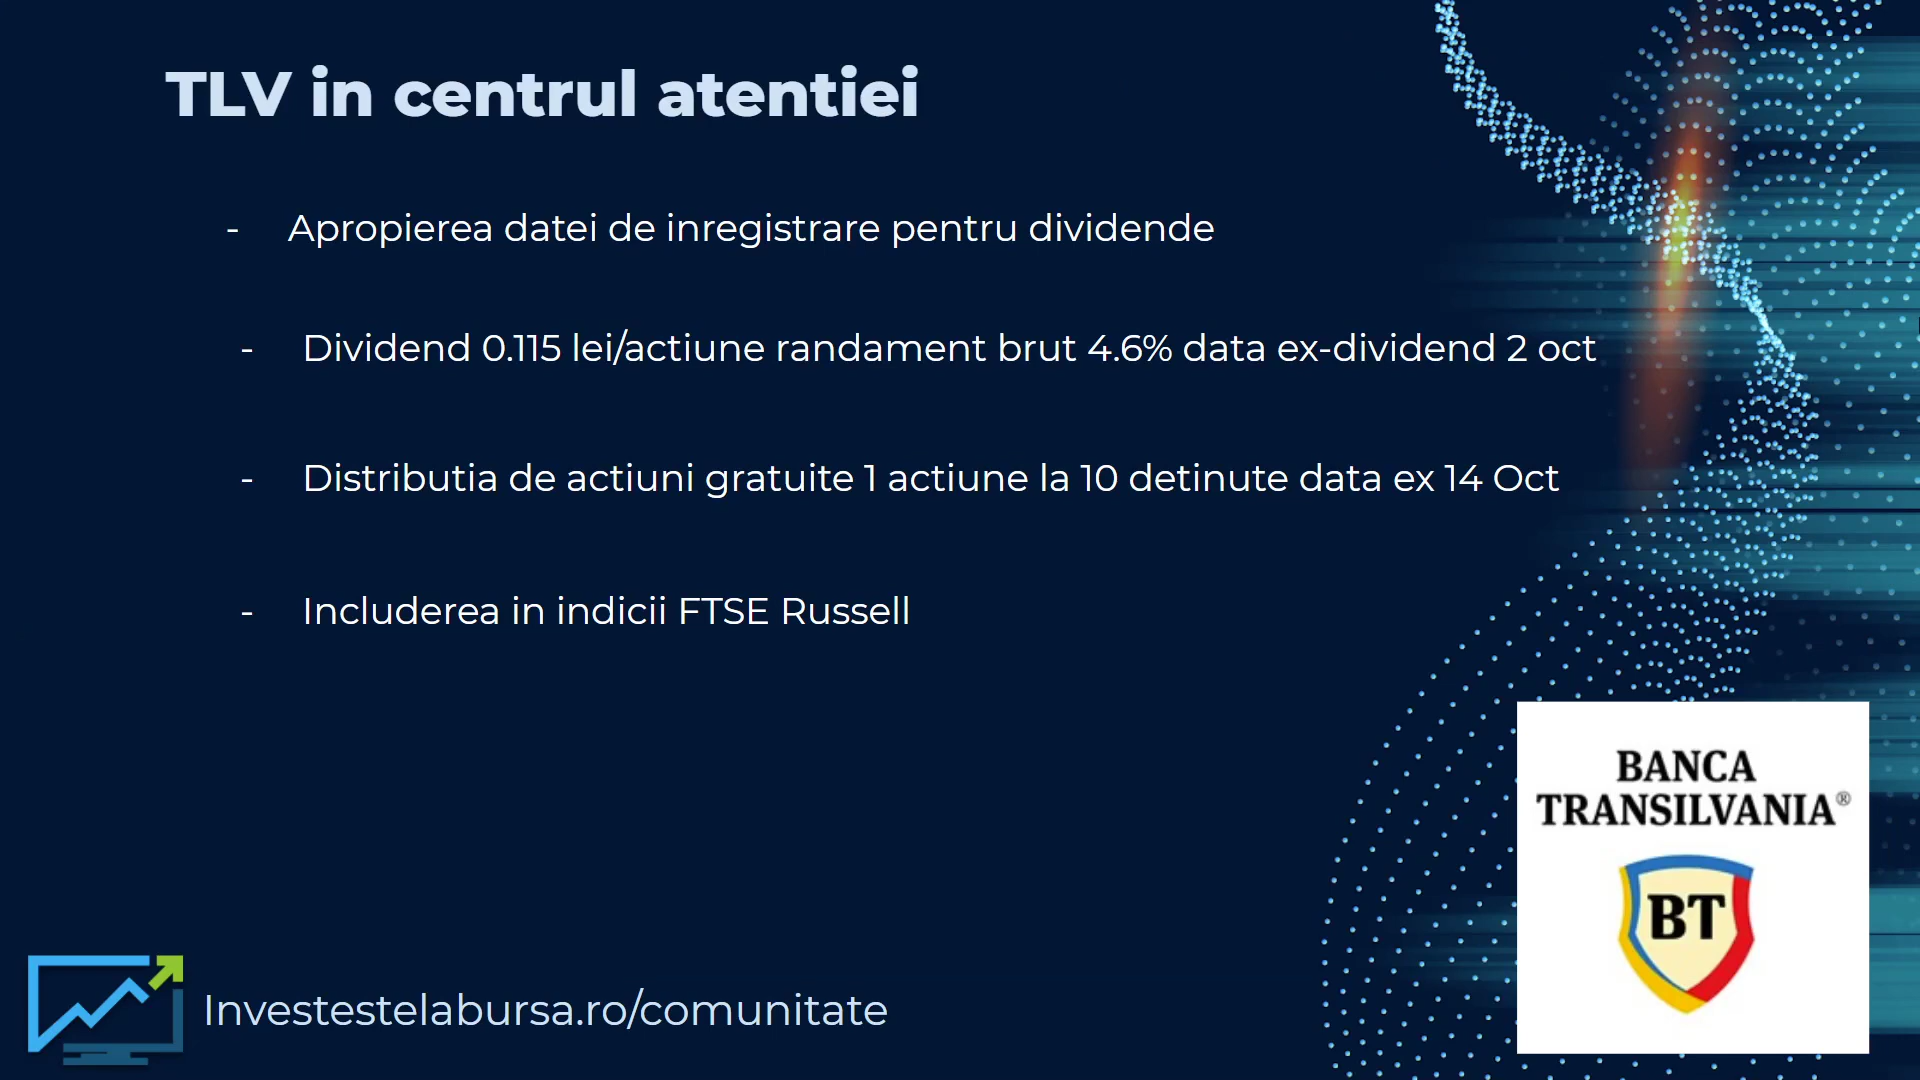 TLV in centrul atentiei
- Apropierea datei de inregistrare pentru dividende
- Dividend 0.115 lei/actiune randament brut 4.6% data ex-dividend 2 oct
- Distributia de actiuni gratuite 1 actiune la 10 detinute data ex 14 Oct
- Includerea in indicii FTSE Russell
BANCA
TRANSILVANIA®
BT
Investestelabursa.ro/comunitate